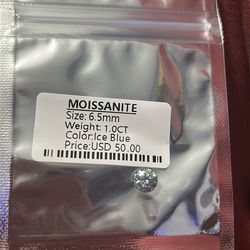 MOISSANITE
Size: 6.5mm
Weight: 1.0CT
Color:Ice Blue
Price:USD 50.00